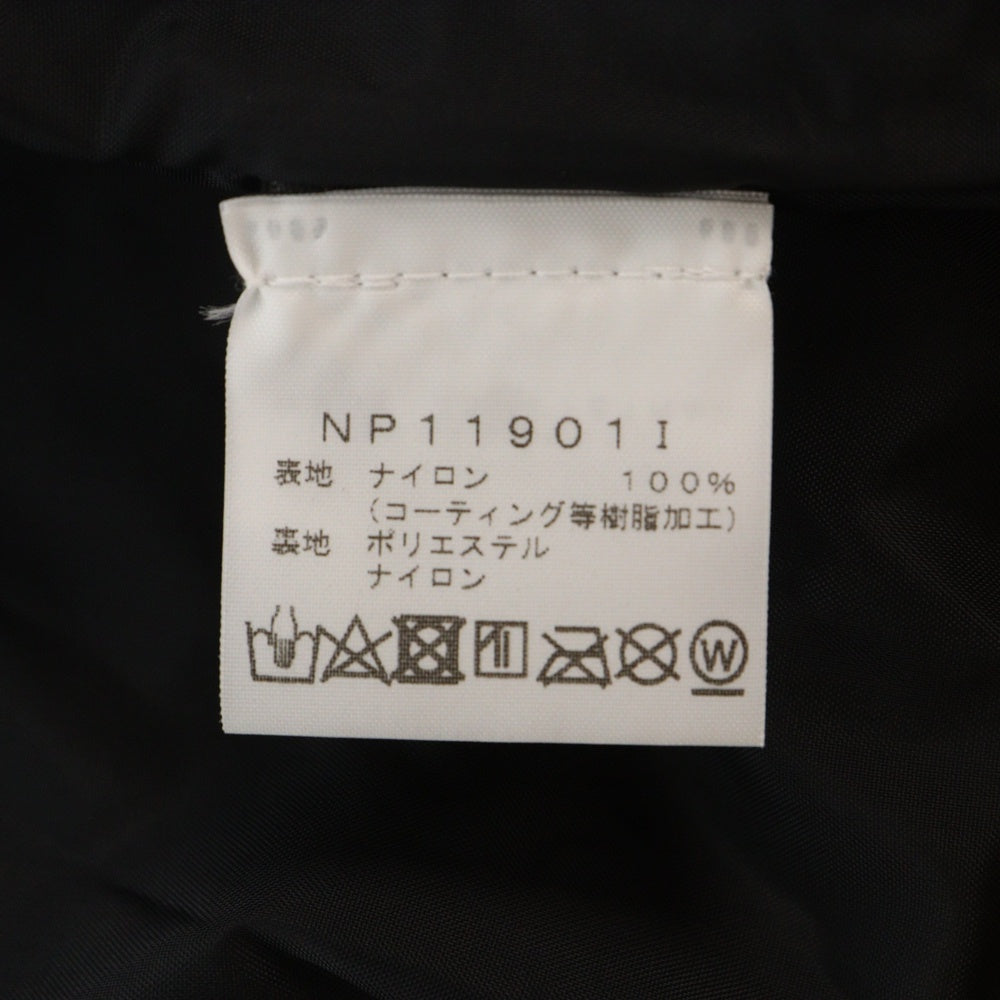 NP11901I
表地 ナイロン 100%
(コーティング等樹脂加工)
裏地 ポリエステル
ナイロン
W